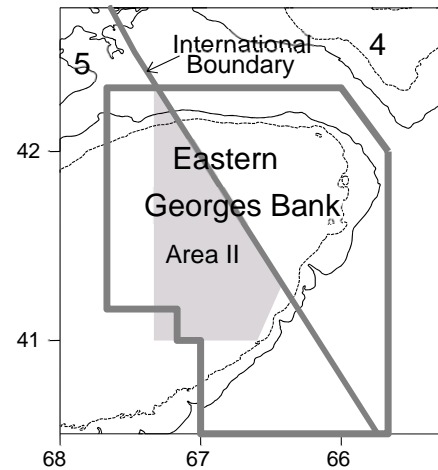 International
Boundary
5
4
42
Eastern
Georges Bank
Area II
41
68
67
66